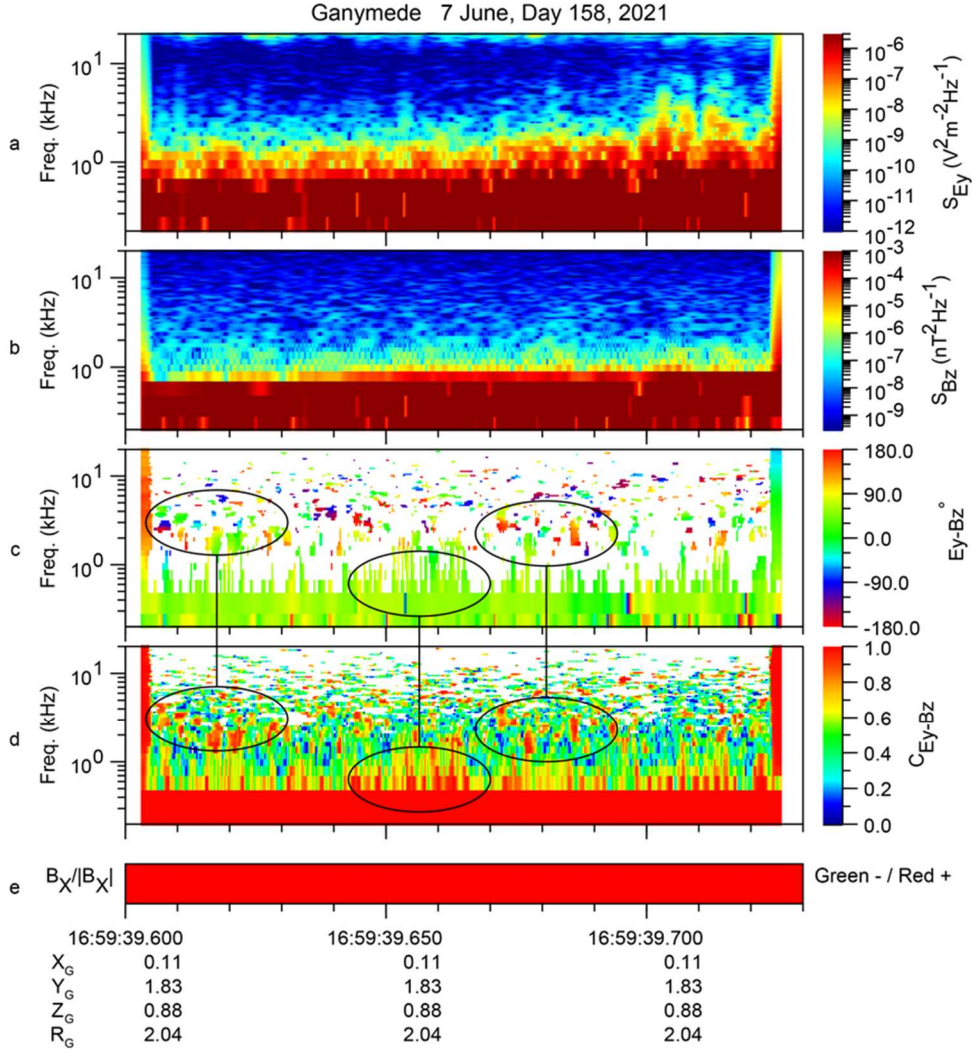 Ganymede 7 June, Day 158, 2021
a
Freq. (kHz)
10^1
10^0
10^-6
10^-7
10^-8
10^-9
10^-10
10^-11
10^-12
S_Ey (V^2m^-2Hz^-1)
b
Freq. (kHz)
10^1
10^0
10^-3
10^-4
10^-5
10^-6
10^-7
10^-8
10^-9
S_Bz (nT^2Hz^-1)
c
Freq. (kHz)
10^1
10^0
180.0
90.0
0.0
-90.0
-180.0
Ey-Bz°
d
Freq. (kHz)
10^1
10^0
1.0
0.8
0.6
0.4
0.2
0.0
C_Ey-Bz
e
B_X/|B_X|
Green - / Red +
16:59:39.600 16:59:39.650 16:59:39.700
X_G 0.11 0.11 0.11
Y_G 1.83 1.83 1.83
Z_G 0.88 0.88 0.88
R_G 2.04 2.04 2.04